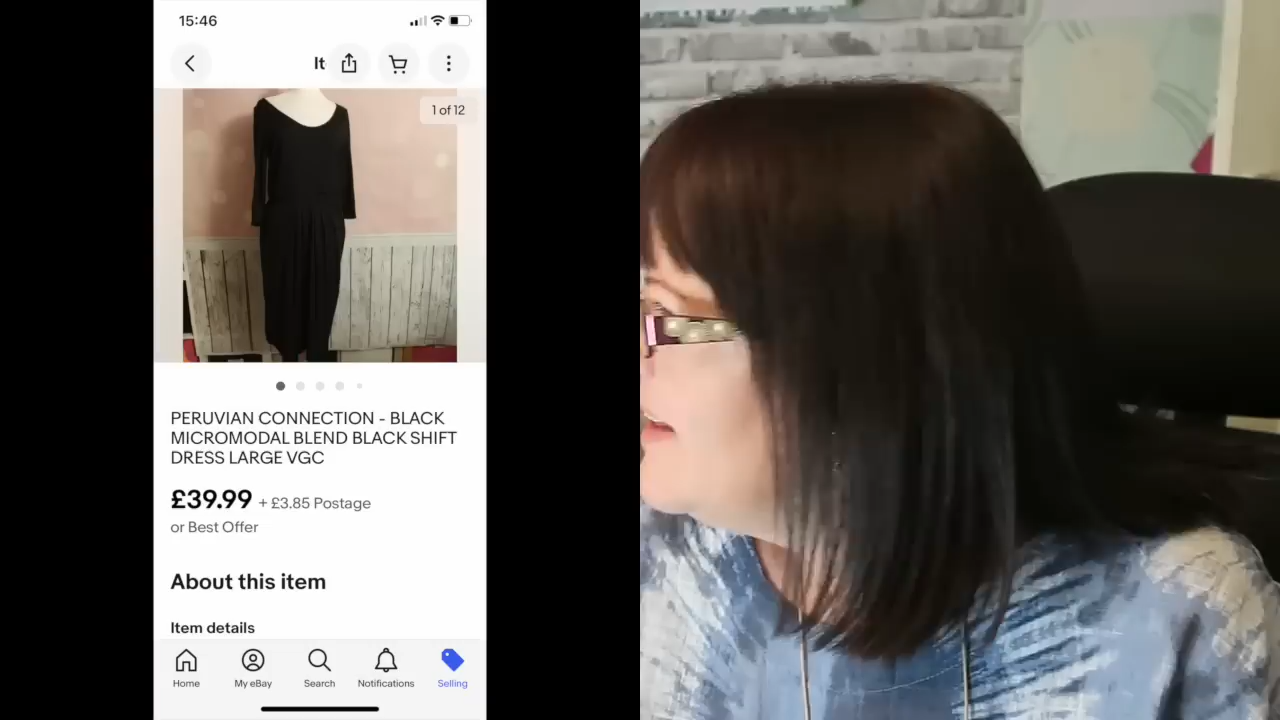 15:46
It
1 of 12
PERUVIAN CONNECTION - BLACK
MICROMODAL BLEND BLACK SHIFT
DRESS LARGE VGC
£39.99 + £3.85 Postage
or Best Offer
About this item
Item details
Home
My eBay
Search
Notifications
Selling